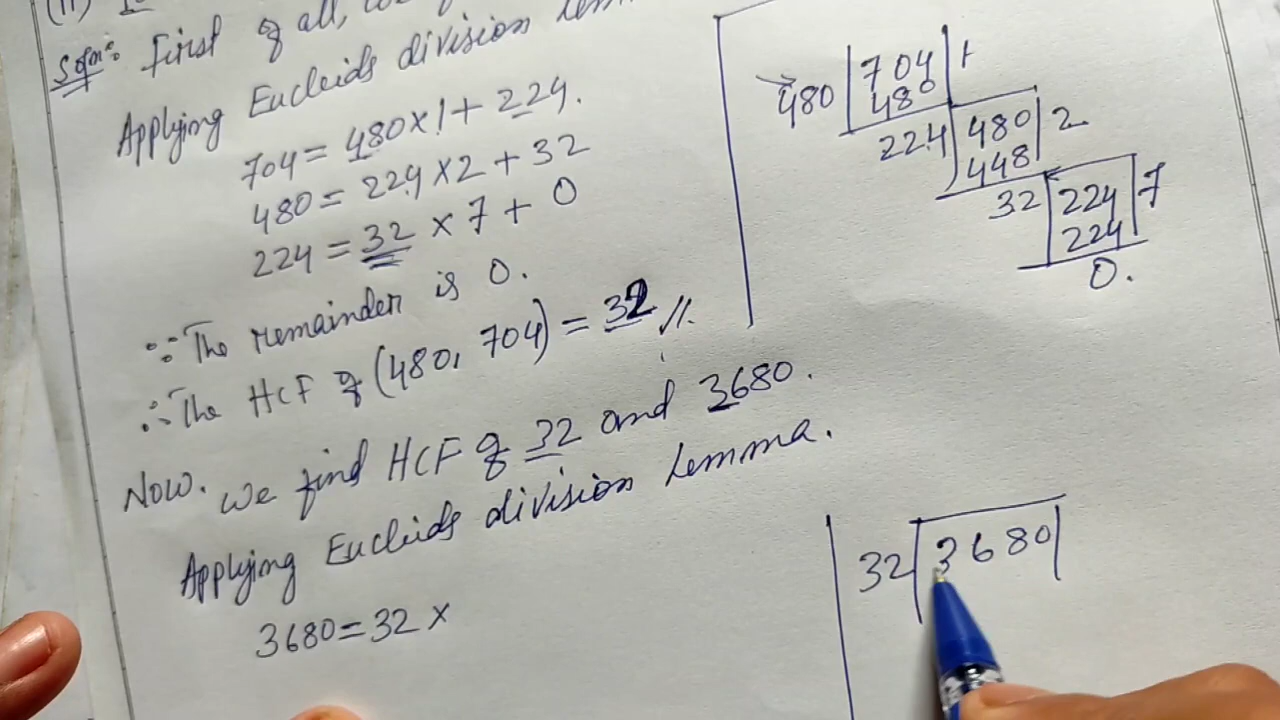 (ii)
Soln: First of all,
Applying Euclids division lem
704 = 480 × 1 + 224.
480 = 224 × 2 + 32
224 = 32 × 7 + 0
∵ The remainder is 0.
∴ The HCF of (480, 704) = 32 //.
Now. We find HCF of 32 and 3680.
Applying Euclids division lemma.
3680 = 32 ×
480 | 704 | 1
480
224 | 480 | 2
448
32 | 224 | 7
224
0.
32 | 3680 |